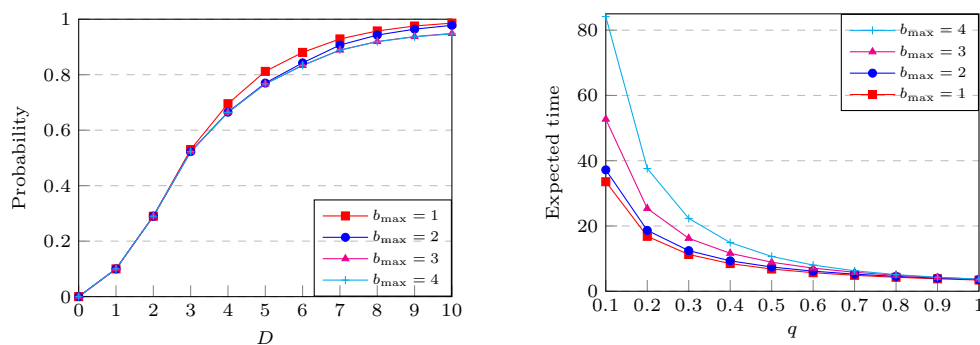 1
0.8
0.6
0.4
0.2
0
Probability
0 1 2 3 4 5 6 7 8 9 10
D
b_max = 1
b_max = 2
b_max = 3
b_max = 4
80
60
40
20
0
Expected time
0.1 0.2 0.3 0.4 0.5 0.6 0.7 0.8 0.9 1
q
b_max = 4
b_max = 3
b_max = 2
b_max = 1